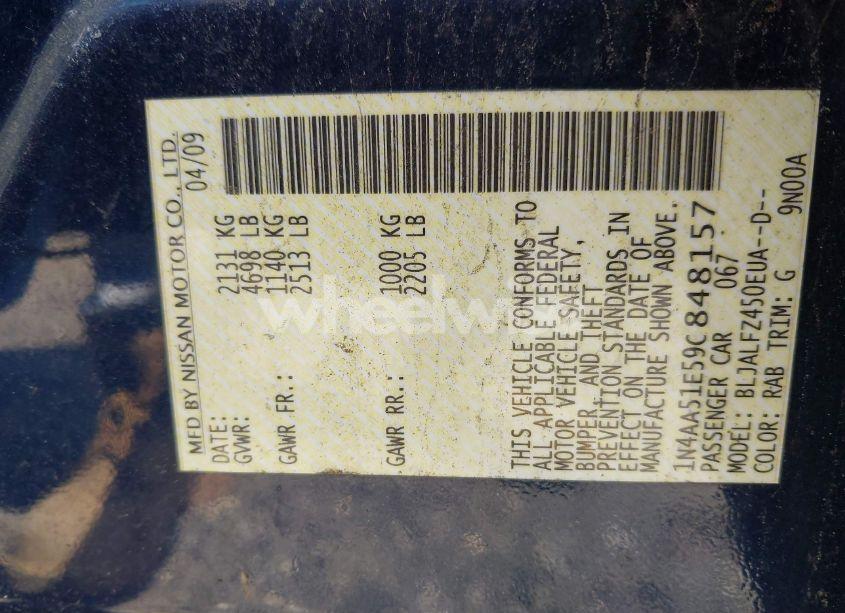 MFD BY NISSAN MOTOR CO., LTD.
DATE: 04/09
GVWR: 2131 KG
4698 LB
GAWR FR.: 1140 KG
2513 LB
GAWR RR.: 1000 KG
2205 LB
THIS VEHICLE CONFORMS TO
ALL APPLICABLE FEDERAL
MOTOR VEHICLE SAFETY,
BUMPER, AND THEFT
PREVENTION STANDARDS IN
EFFECT ON THE DATE OF
MANUFACTURE SHOWN ABOVE.
1N4AA51E59C848157
PASSENGER CAR 067
MODEL: BLJALFZ450EUA--D--
COLOR: RAB TRIM: G 9N00A